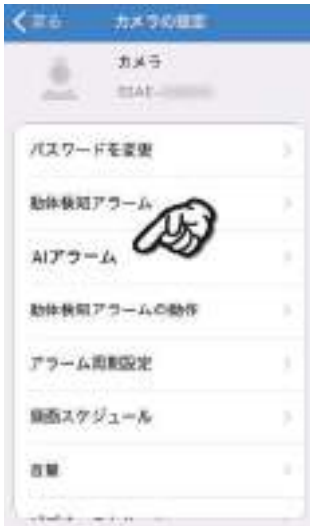 戻る カメラの設定
カメラ
パスワードを変更
動体検知アラーム
AIアラーム
動体検知アラームの動作
アラーム周期設定
録画スケジュール
音量